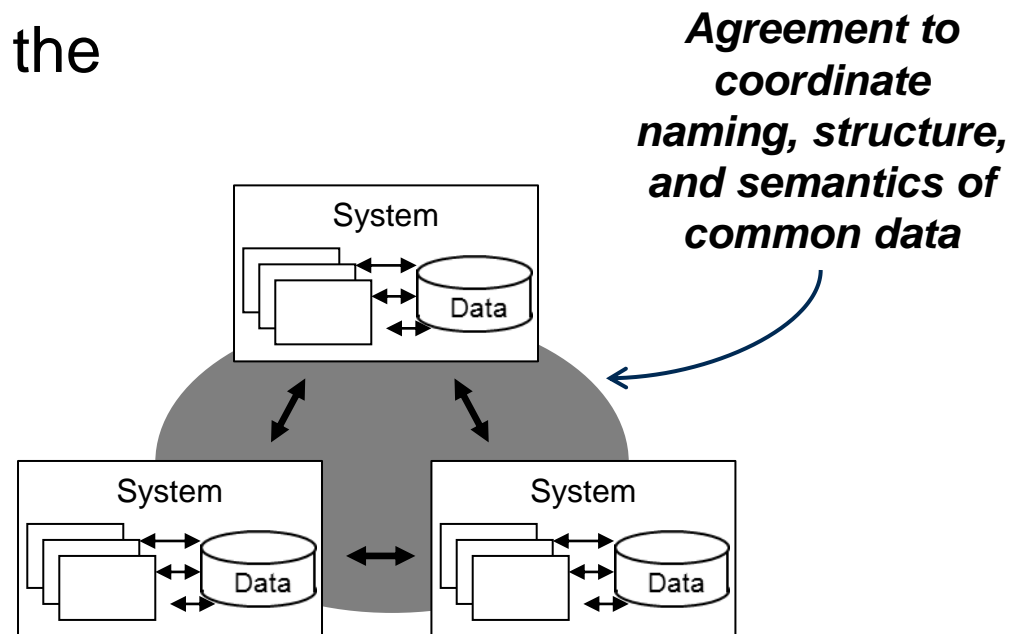 the
Agreement to
coordinate
naming, structure,
and semantics of
common data
System
Data
System
Data
System
Data